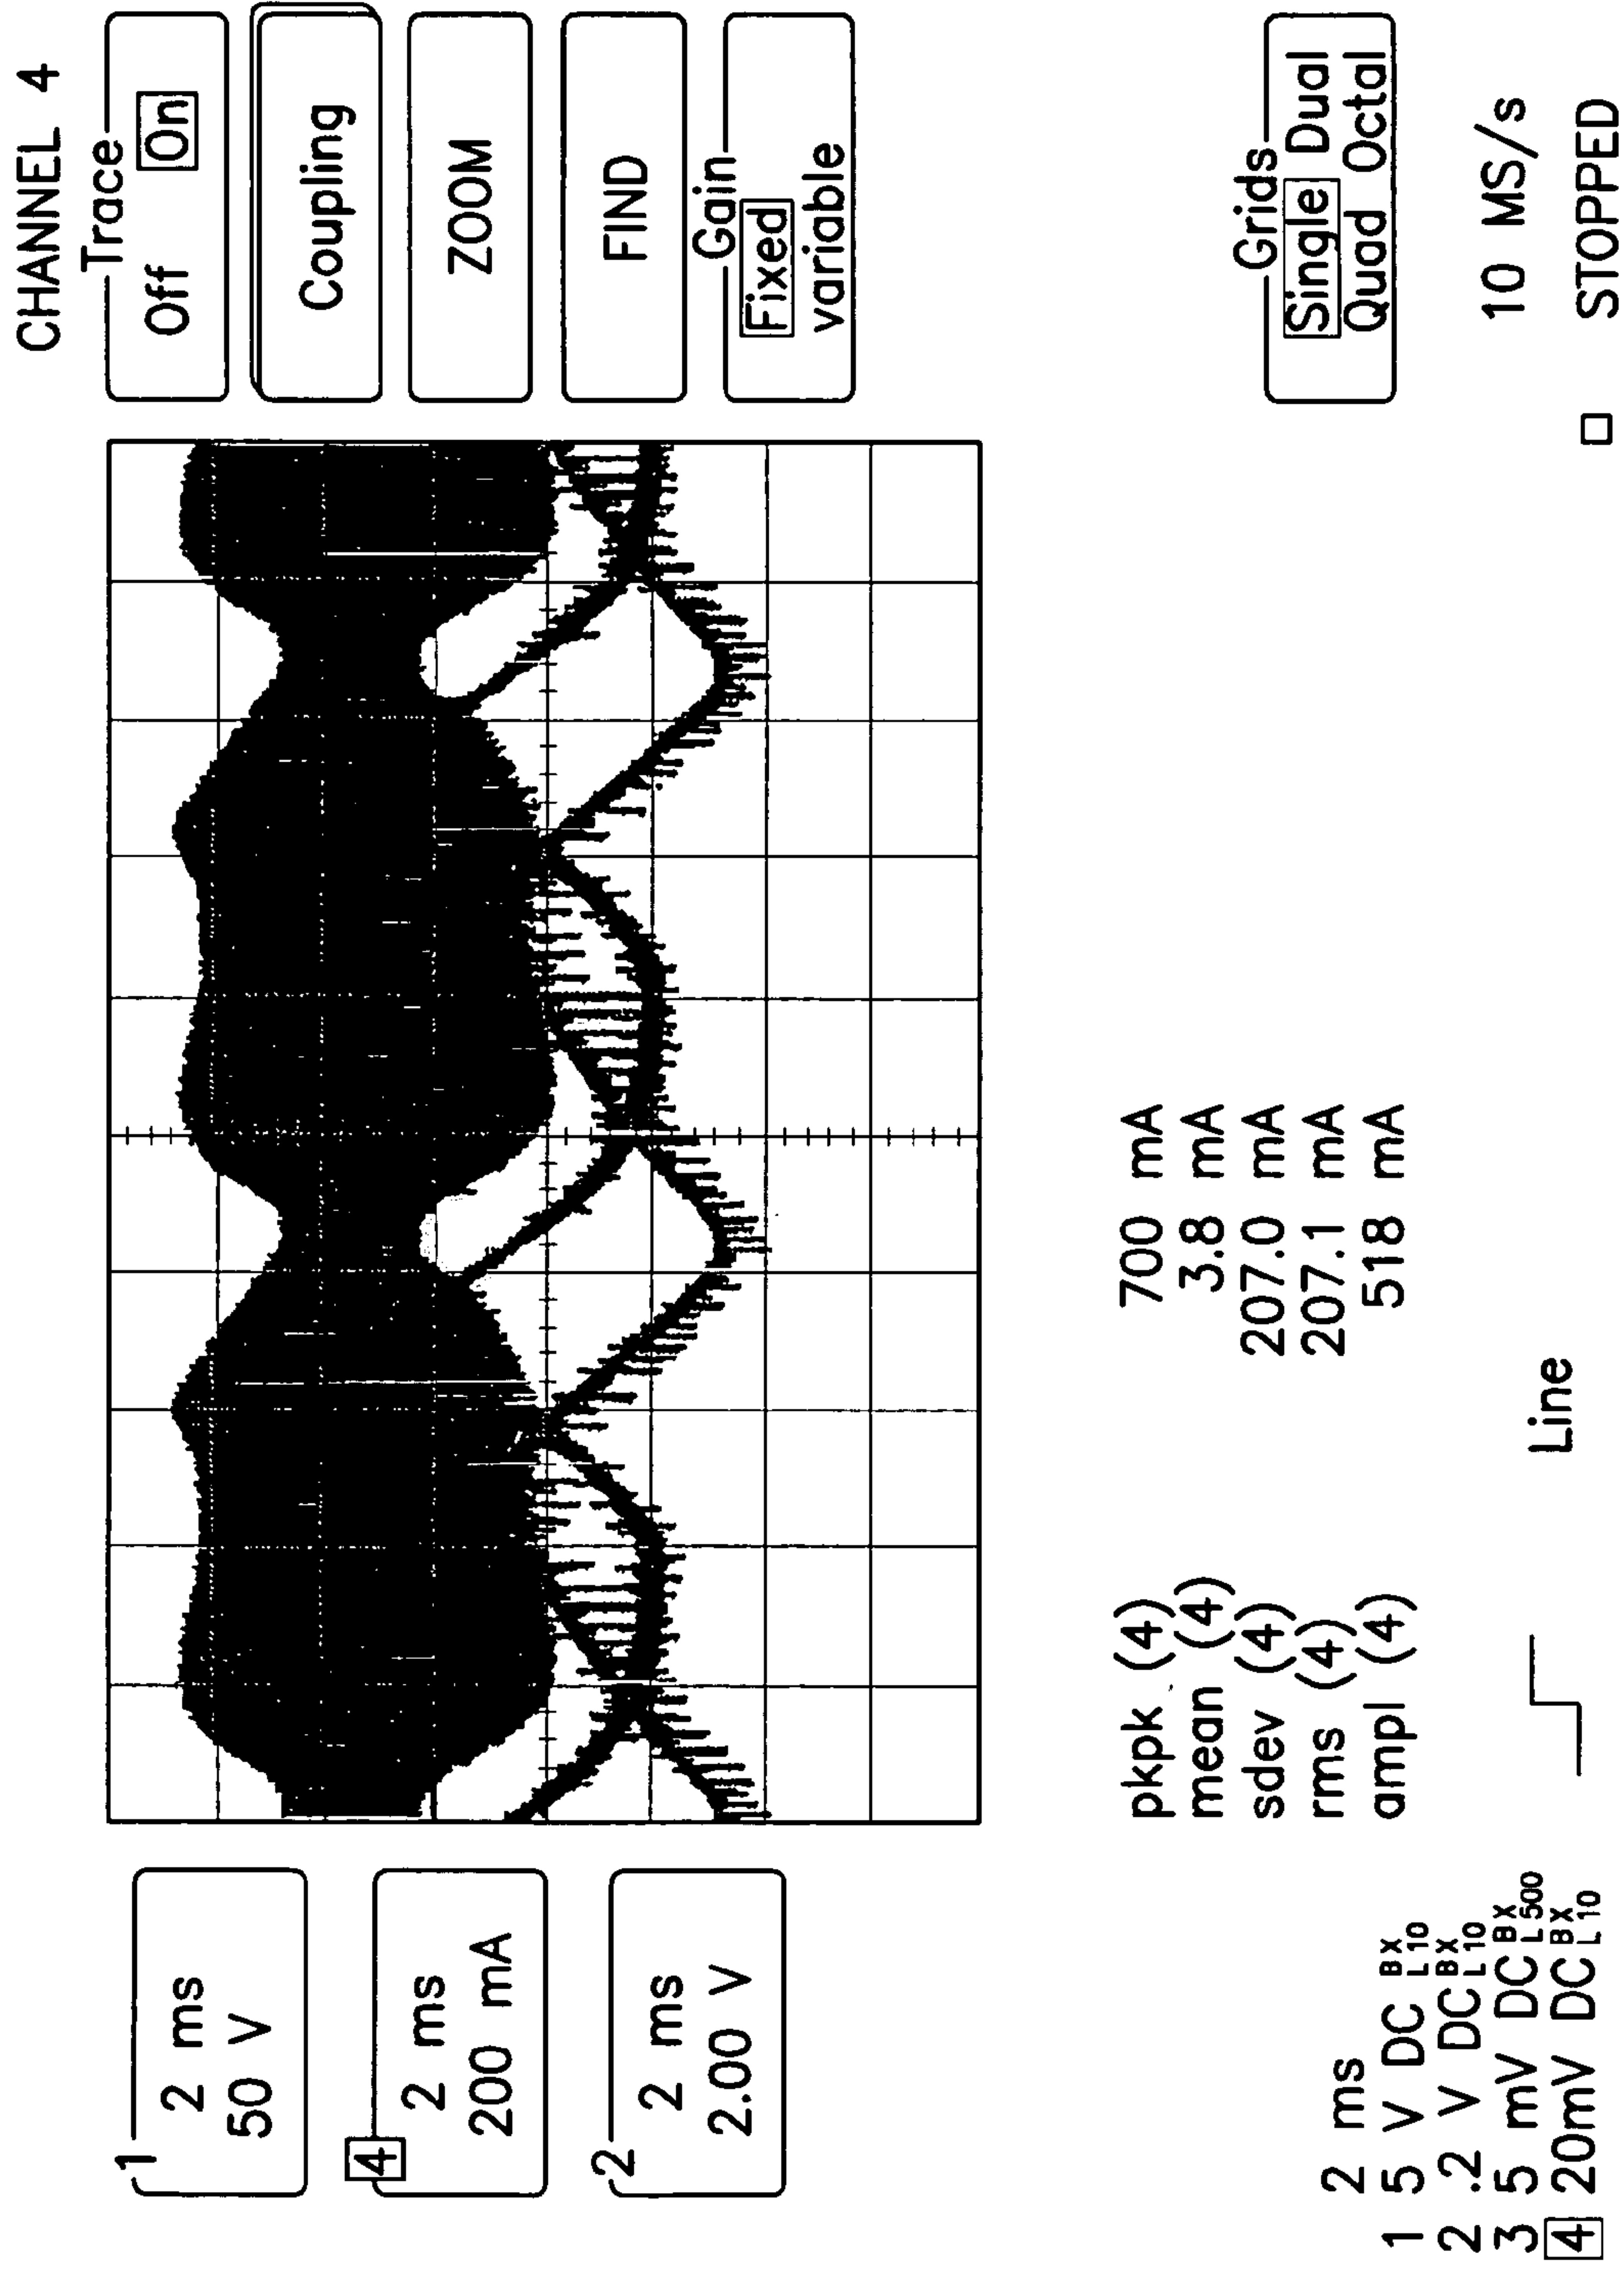 1
2 ms
50 V
4
2 ms
200 mA
2
2 ms
2.00 V
CHANNEL 4
Trace
Off On
Coupling
ZOOM
FIND
Gain
Fixed
variable
Grids
Single Dual
Quad Octal
pkpk (4) 700 mA
mean (4) 3.8 mA
sdev (4) 207.0 mA
rms (4) 207.1 mA
ampl (4) 518 mA
2 ms
1 5 V DC BX L10
2 .2 V DC BX L10
3 5 mV DC BX L500
4 20mV DC BX L10
Line
10 MS/s
STOPPED